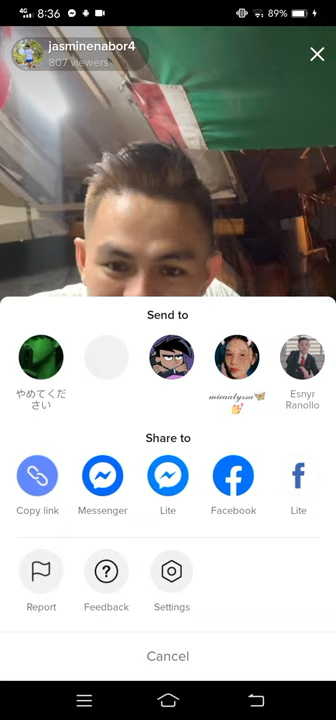 4G 8:36 89%
jasminenabor4
807 viewers
Send to
やめてくだ
さい
𝓶𝓲𝓬𝓪𝓪𝓵𝔂𝓼𝓼𝓪🦋
💅
Esnyr
Ranollo
Share to
Copy link
Messenger
Lite
Facebook
Lite
Report
Feedback
Settings
Cancel